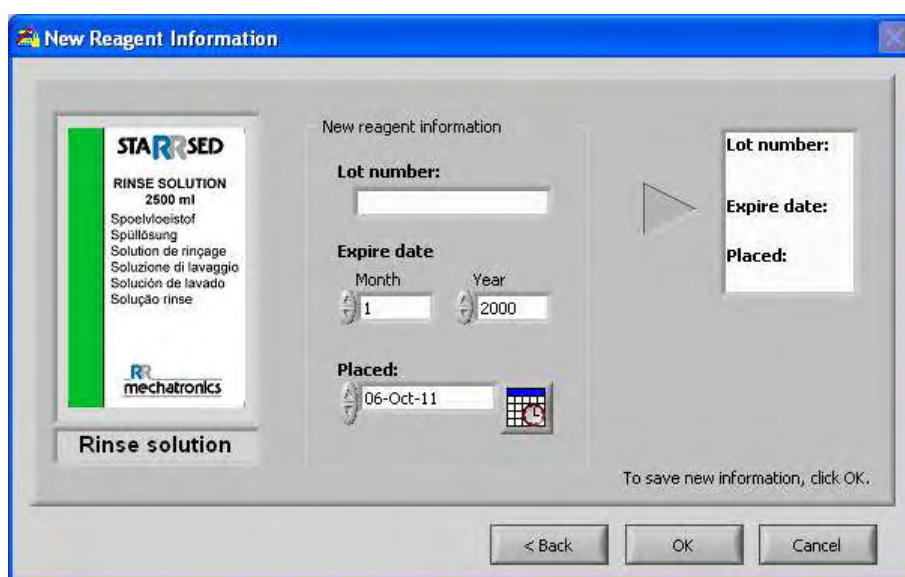 New Reagent Information
STARRSED
RINSE SOLUTION
2500 ml
Spoelvloeistof
Spüllösung
Solution de rinçage
Soluzione di lavaggio
Solución de lavado
Solução rinse
RR
mechatronics
Rinse solution
New reagent information
Lot number:
Expire date
Month Year
1 2000
Placed:
06-Oct-11
Lot number:
Expire date:
Placed:
To save new information, click OK.
< Back OK Cancel